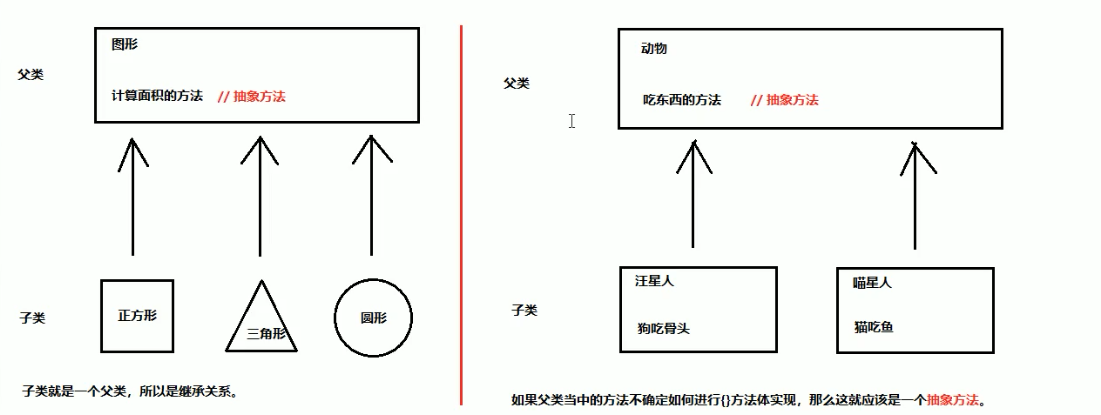 图形
父类
计算面积的方法 // 抽象方法
正方形
三角形
圆形
子类
子类就是一个父类，所以是继承关系。
动物
父类
吃东西的方法 // 抽象方法
汪星人
狗吃骨头
喵星人
猫吃鱼
子类
如果父类当中的方法不确定如何进行{}方法体实现，那么这就应该是一个抽象方法。